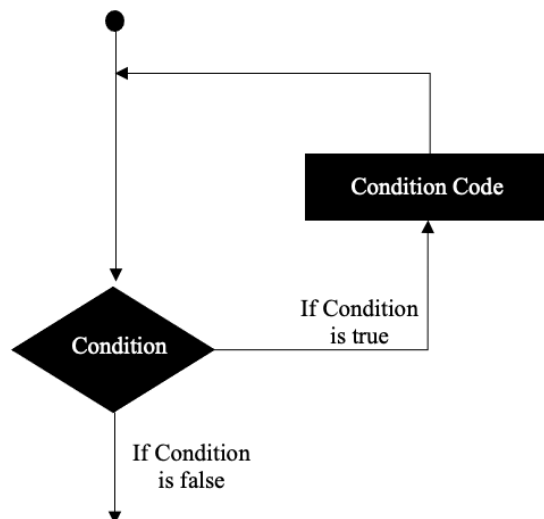 Condition Code
If Condition
is true
Condition
If Condition
is false